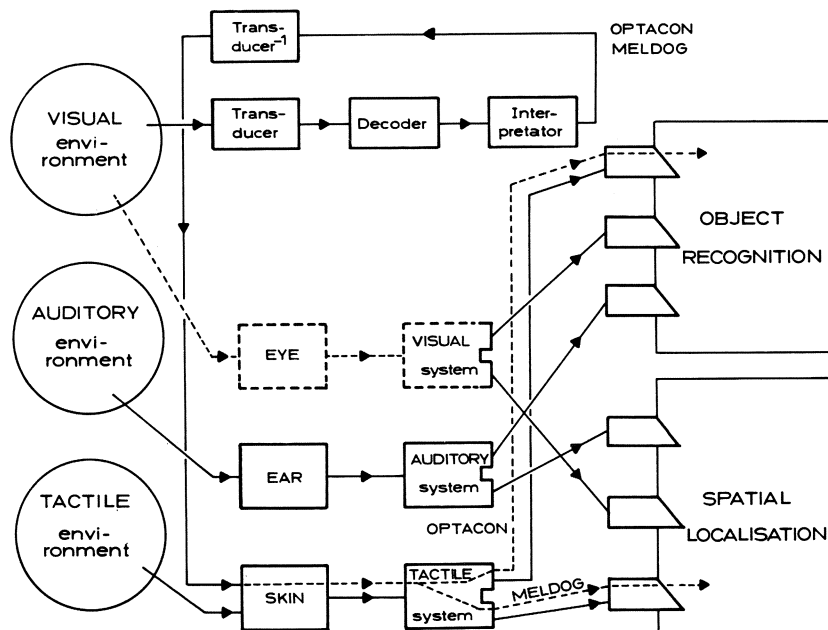 Trans-
ducer-1
OPTACON
MELDOG
VISUAL
envi-
ronment
Trans-
ducer
Decoder
Inter-
pretator
OBJECT
RECOGNITION
AUDITORY
envi-
ronment
EYE
VISUAL
system
TACTILE
envi-
ronment
EAR
AUDITORY
system
OPTACON
SPATIAL
LOCALISATION
SKIN
TACTILE
system
MELDOG